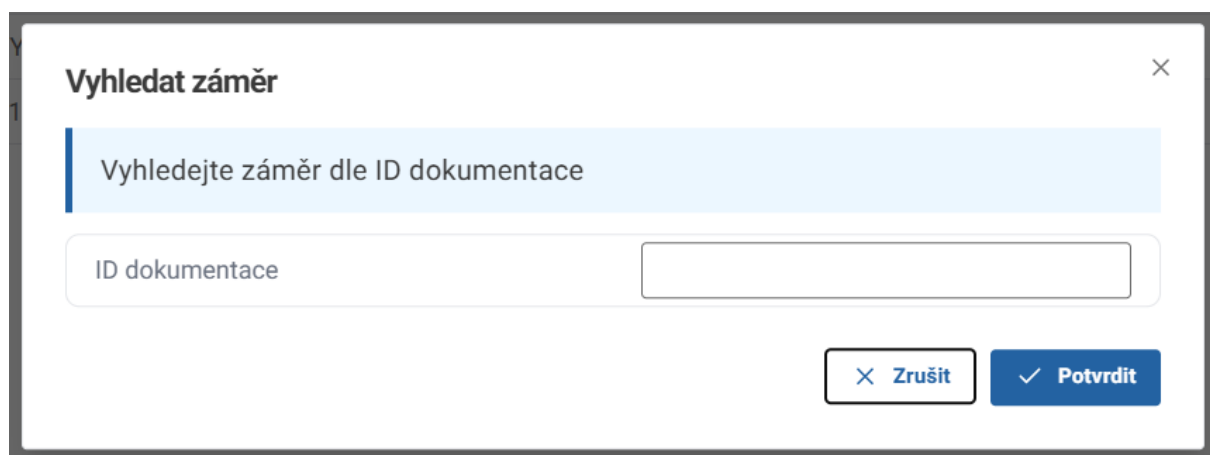 Vyhledat záměr
Vyhledejte záměr dle ID dokumentace
ID dokumentace
Zrušit
Potvrdit